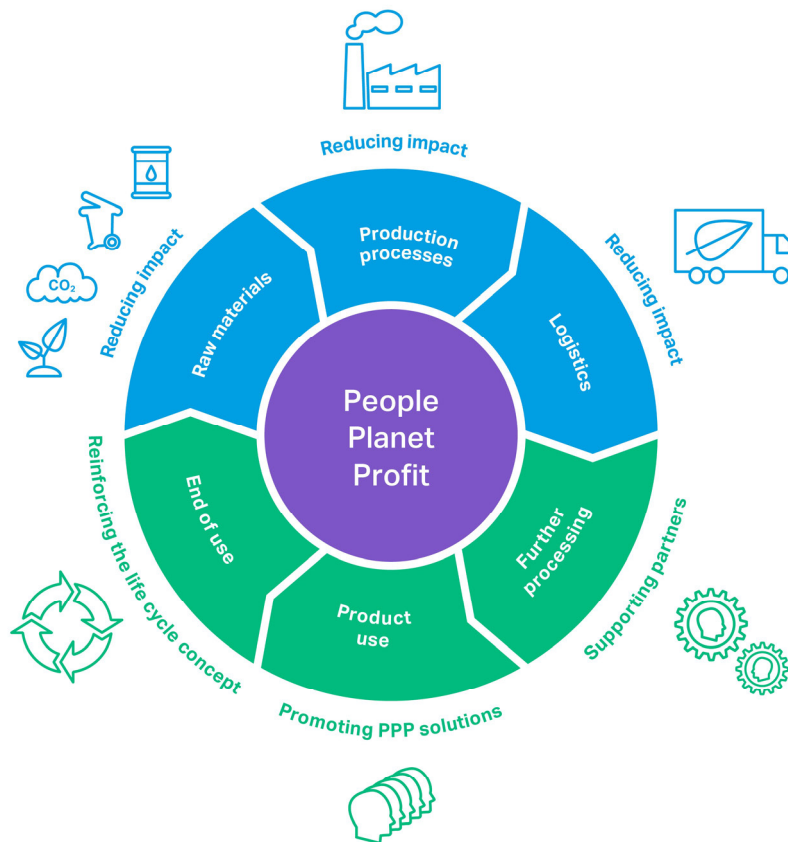 Reducing impact
Production
processes
Reducing impact
Logistics
Supporting partners
Further
processing
Promoting PPP solutions
Product
use
Reinforcing the life cycle concept
End of use
Reducing impact
Raw materials
CO₂
People
Planet
Profit